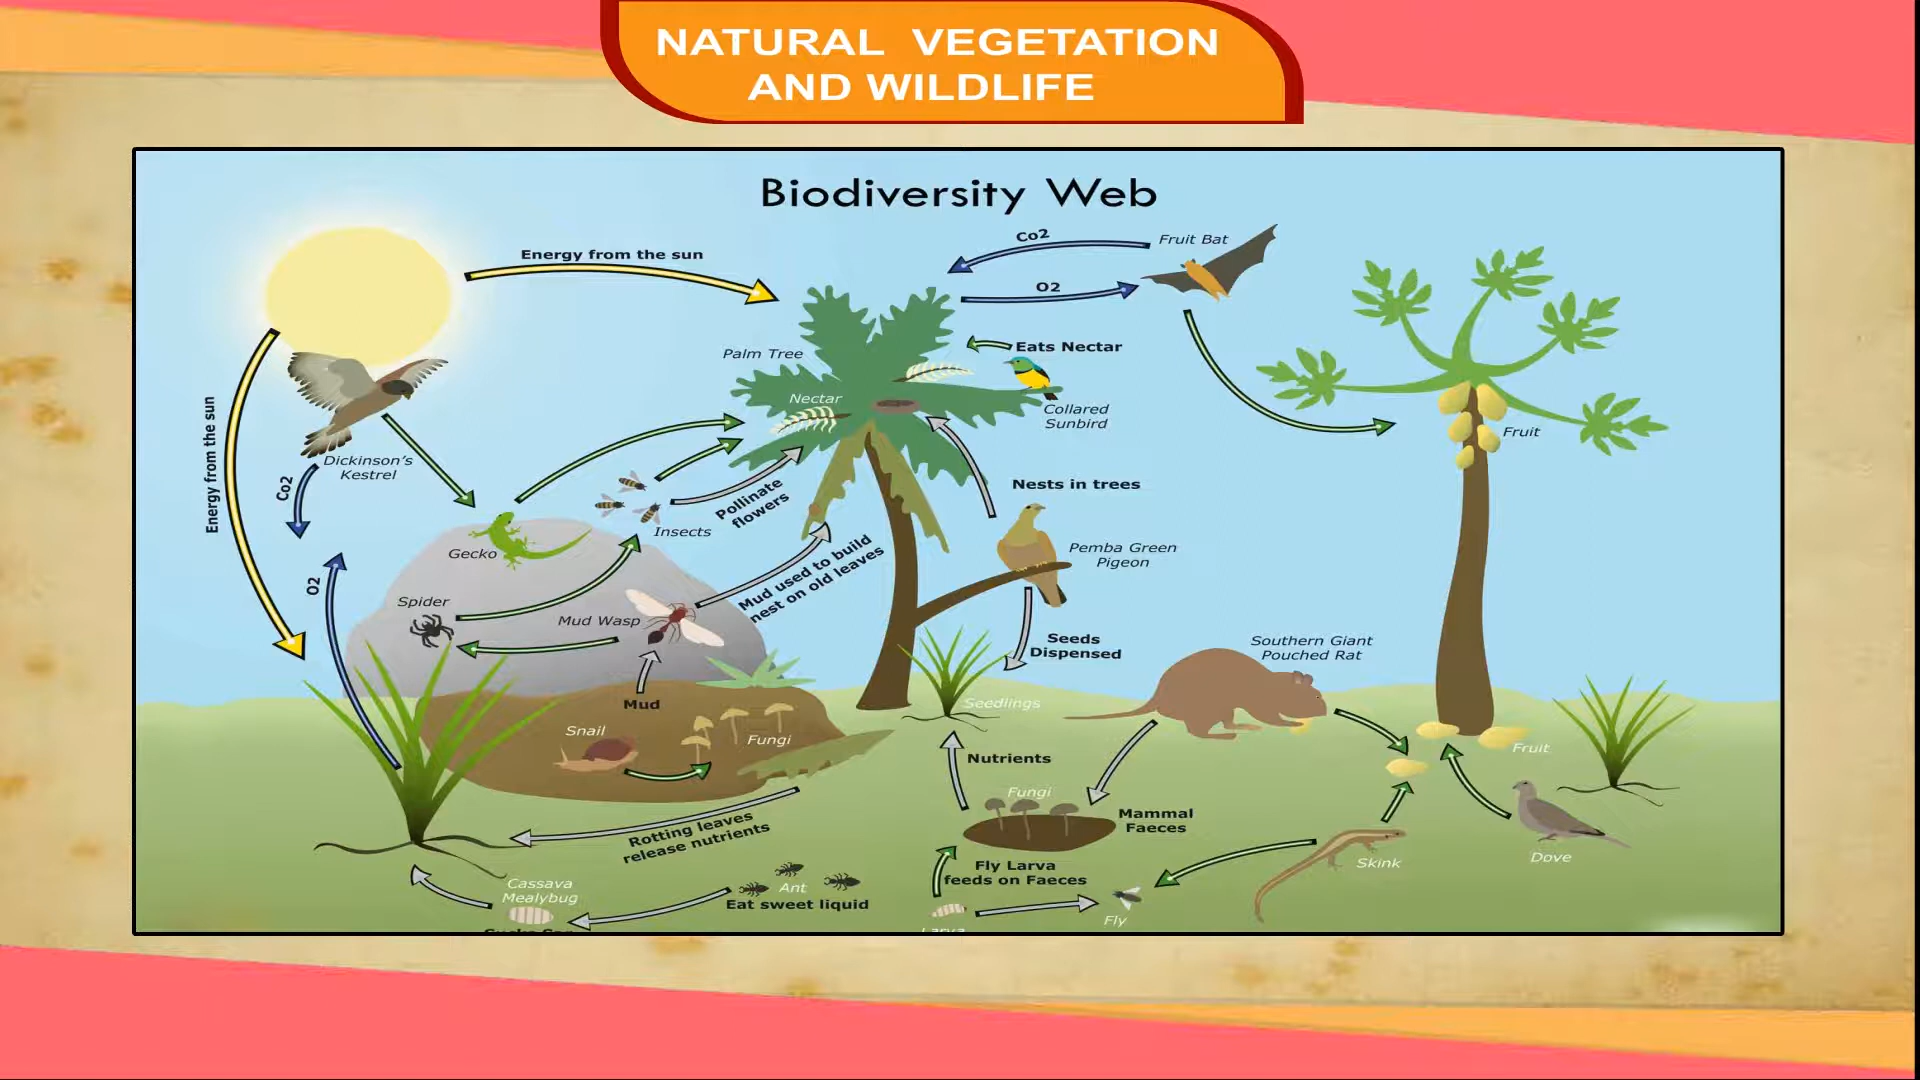 NATURAL VEGETATION
AND WILDLIFE
Biodiversity Web
Energy from the sun
Co2
Fruit Bat
O2
Eats Nectar
Palm Tree
Nectar
Collared
Sunbird
Fruit
Energy from the sun
Dickinson's
Kestrel
Co2
O2
Gecko
Insects
Pollinate
flowers
Nests in trees
Pemba Green
Pigeon
Mud used to build
nest on old leaves
Spider
Mud Wasp
Seeds
Dispensed
Southern Giant
Pouched Rat
Mud
Seedlings
Snail
Fungi
Fruit
Nutrients
Fungi
Mammal
Faeces
Rotting leaves
release nutrients
Fly Larva
feeds on Faeces
Skink
Dove
Cassava
Mealybug
Ant
Eat sweet liquid
Fly
Larva